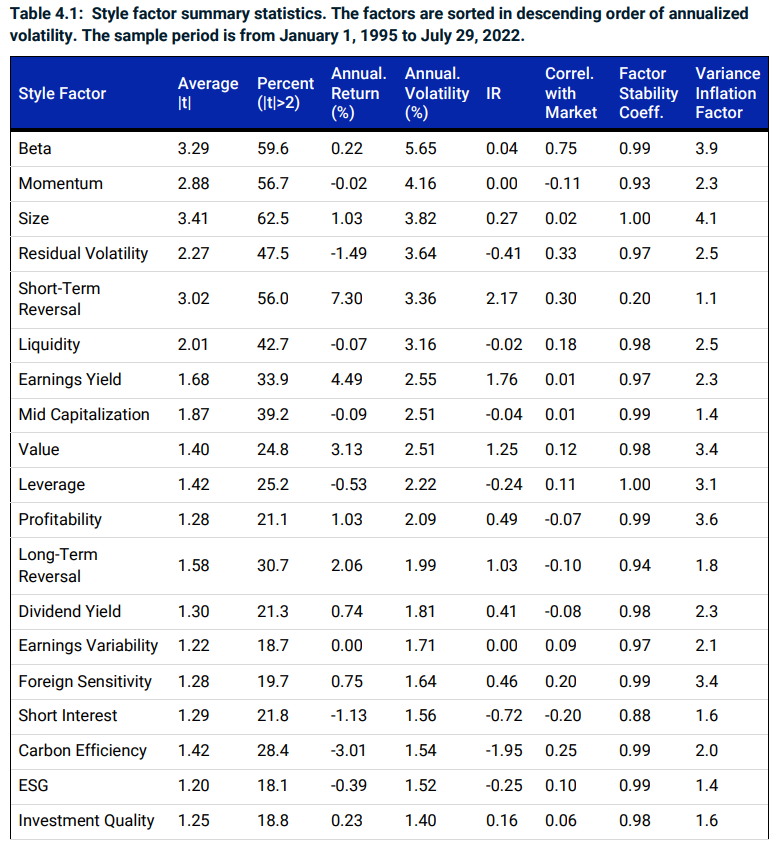 Table 4.1: Style factor summary statistics. The factors are sorted in descending order of annualized
volatility. The sample period is from January 1, 1995 to July 29, 2022.
Style Factor Average |t| Percent (|t|>2) Annual. Return (%) Annual. Volatility (%) IR Correl. with Market Factor Stability Coeff. Variance Inflation Factor
Beta 3.29 59.6 0.22 5.65 0.04 0.75 0.99 3.9
Momentum 2.88 56.7 -0.02 4.16 0.00 -0.11 0.93 2.3
Size 3.41 62.5 1.03 3.82 0.27 0.02 1.00 4.1
Residual Volatility 2.27 47.5 -1.49 3.64 -0.41 0.33 0.97 2.5
Short-Term Reversal 3.02 56.0 7.30 3.36 2.17 0.30 0.20 1.1
Liquidity 2.01 42.7 -0.07 3.16 -0.02 0.18 0.98 2.5
Earnings Yield 1.68 33.9 4.49 2.55 1.76 0.01 0.97 2.3
Mid Capitalization 1.87 39.2 -0.09 2.51 -0.04 0.01 0.99 1.4
Value 1.40 24.8 3.13 2.51 1.25 0.12 0.98 3.4
Leverage 1.42 25.2 -0.53 2.22 -0.24 0.11 1.00 3.1
Profitability 1.28 21.1 1.03 2.09 0.49 -0.07 0.99 3.6
Long-Term Reversal 1.58 30.7 2.06 1.99 1.03 -0.10 0.94 1.8
Dividend Yield 1.30 21.3 0.74 1.81 0.41 -0.08 0.98 2.3
Earnings Variability 1.22 18.7 0.00 1.71 0.00 0.09 0.97 2.1
Foreign Sensitivity 1.28 19.7 0.75 1.64 0.46 0.20 0.99 3.4
Short Interest 1.29 21.8 -1.13 1.56 -0.72 -0.20 0.88 1.6
Carbon Efficiency 1.42 28.4 -3.01 1.54 -1.95 0.25 0.99 2.0
ESG 1.20 18.1 -0.39 1.52 -0.25 0.10 0.99 1.4
Investment Quality 1.25 18.8 0.23 1.40 0.16 0.06 0.98 1.6